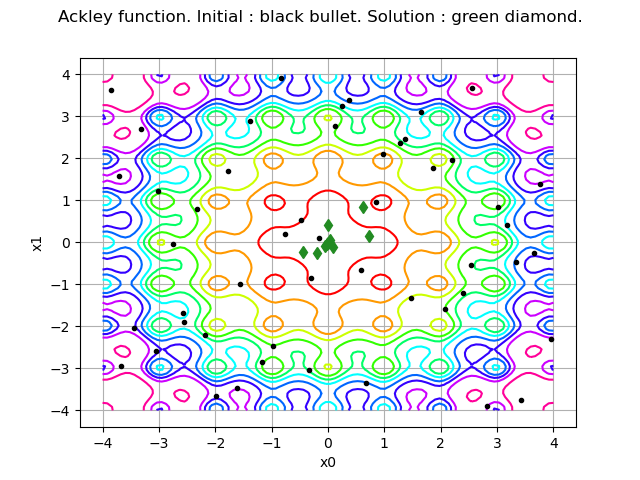 Ackley function. Initial : black bullet. Solution : green diamond.
4
3
2
1
0
−1
−2
−3
−4
x1
−4 −3 −2 −1 0 1 2 3 4
x0